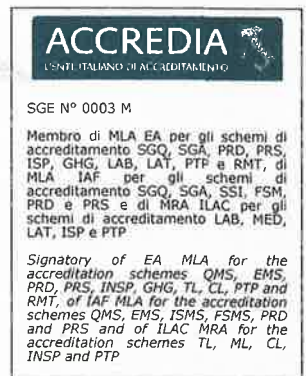 ACCREDIA
L'ENTE ITALIANO DI ACCREDITAMENTO
SGE N° 0003 M
Membro di MLA EA per gli schemi di
accreditamento SGQ, SGA, PRD, PRS,
ISP, GHG, LAB, LAT, PTP e RMT, di
MLA IAF per gli schemi di
accreditamento SGQ, SGA, SSI, FSM,
PRD e PRS e di MRA ILAC per gli
schemi di accreditamento LAB, MED,
LAT, ISP e PTP
Signatory of EA MLA for the
accreditation schemes QMS, EMS,
PRD, PRS, INSP, GHG, TL, CL, PTP and
RMT, of IAF MLA for the accreditation
schemes QMS, EMS, ISMS, FSMS, PRD
and PRS and of ILAC MRA for the
accreditation schemes TL, ML, CL,
INSP and PTP